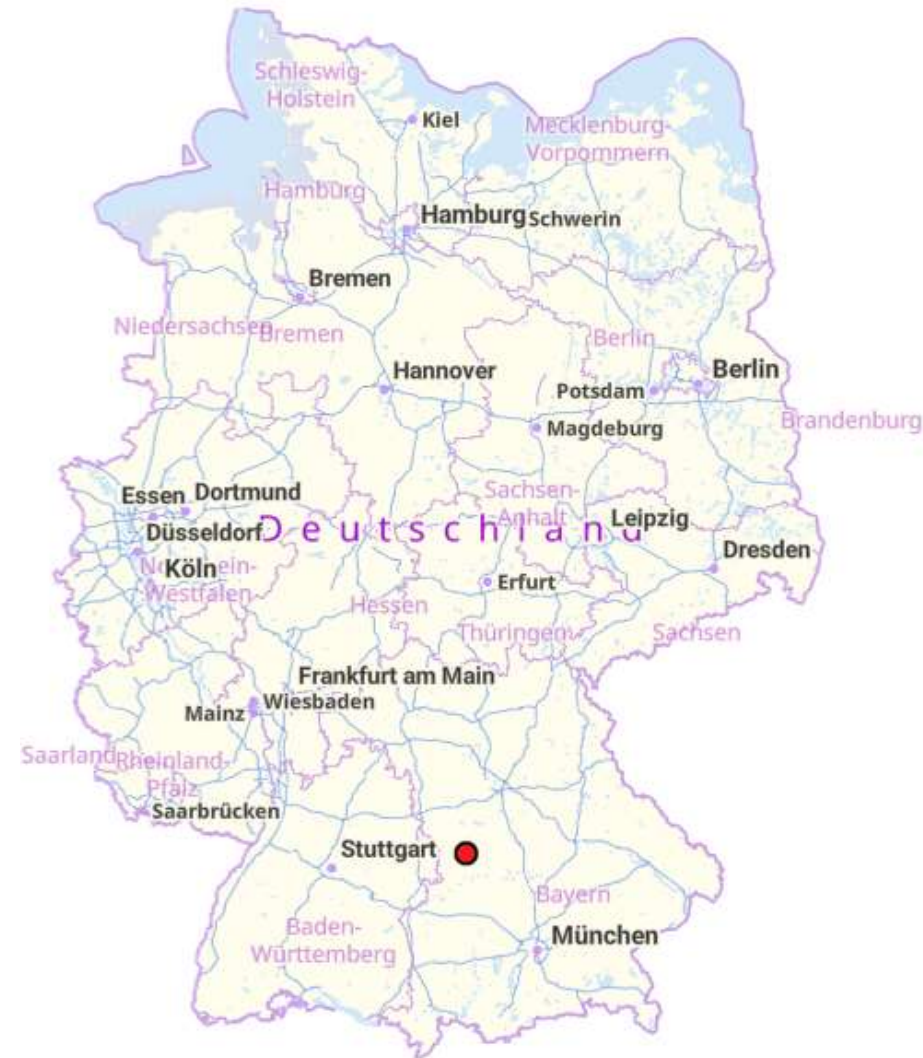 Schleswig-
Holstein
Kiel
Mecklenburg-
Vorpommern
Hamburg
Hamburg
Schwerin
Bremen
Niedersachsen
Bremen
Berlin
Hannover
Berlin
Potsdam
Brandenburg
Magdeburg
Essen
Dortmund
Sachsen-
Anhalt
Deutschland
Leipzig
Düsseldorf
Dresden
Köln
Nordrhein-
Westfalen
Erfurt
Hessen
Thüringen
Sachsen
Frankfurt am Main
Wiesbaden
Mainz
Saarland
Rheinland-
Pfalz
Saarbrücken
Stuttgart
Bayern
Baden-
Württemberg
München